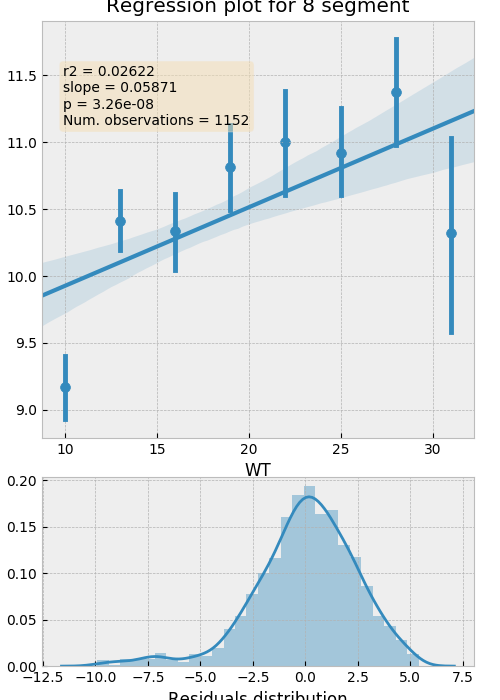 Regression plot for 8 segment
r2 = 0.02622
slope = 0.05871
p = 3.26e-08
Num. observations = 1152
11.5
11.0
10.5
10.0
9.5
9.0
10 15 20 25 30
WT
0.20
0.15
0.10
0.05
0.00
−12.5 −10.0 −7.5 −5.0 −2.5 0.0 2.5 5.0 7.5
Residuals distribution